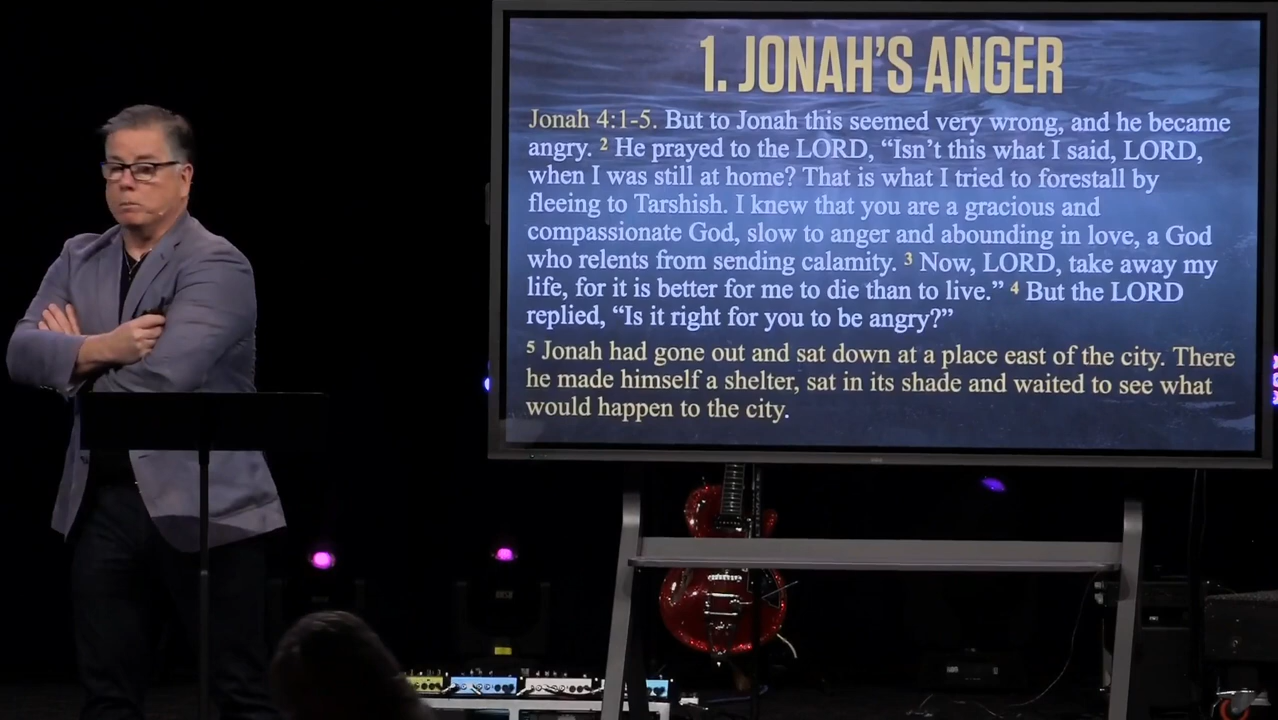 1. JONAH'S ANGER
Jonah 4:1-5. But to Jonah this seemed very wrong, and he became
angry. 2 He prayed to the LORD, “Isn’t this what I said, LORD,
when I was still at home? That is what I tried to forestall by
fleeing to Tarshish. I knew that you are a gracious and
compassionate God, slow to anger and abounding in love, a God
who relents from sending calamity. 3 Now, LORD, take away my
life, for it is better for me to die than to live.” 4 But the LORD
replied, “Is it right for you to be angry?”
5 Jonah had gone out and sat down at a place east of the city. There
he made himself a shelter, sat in its shade and waited to see what
would happen to the city.